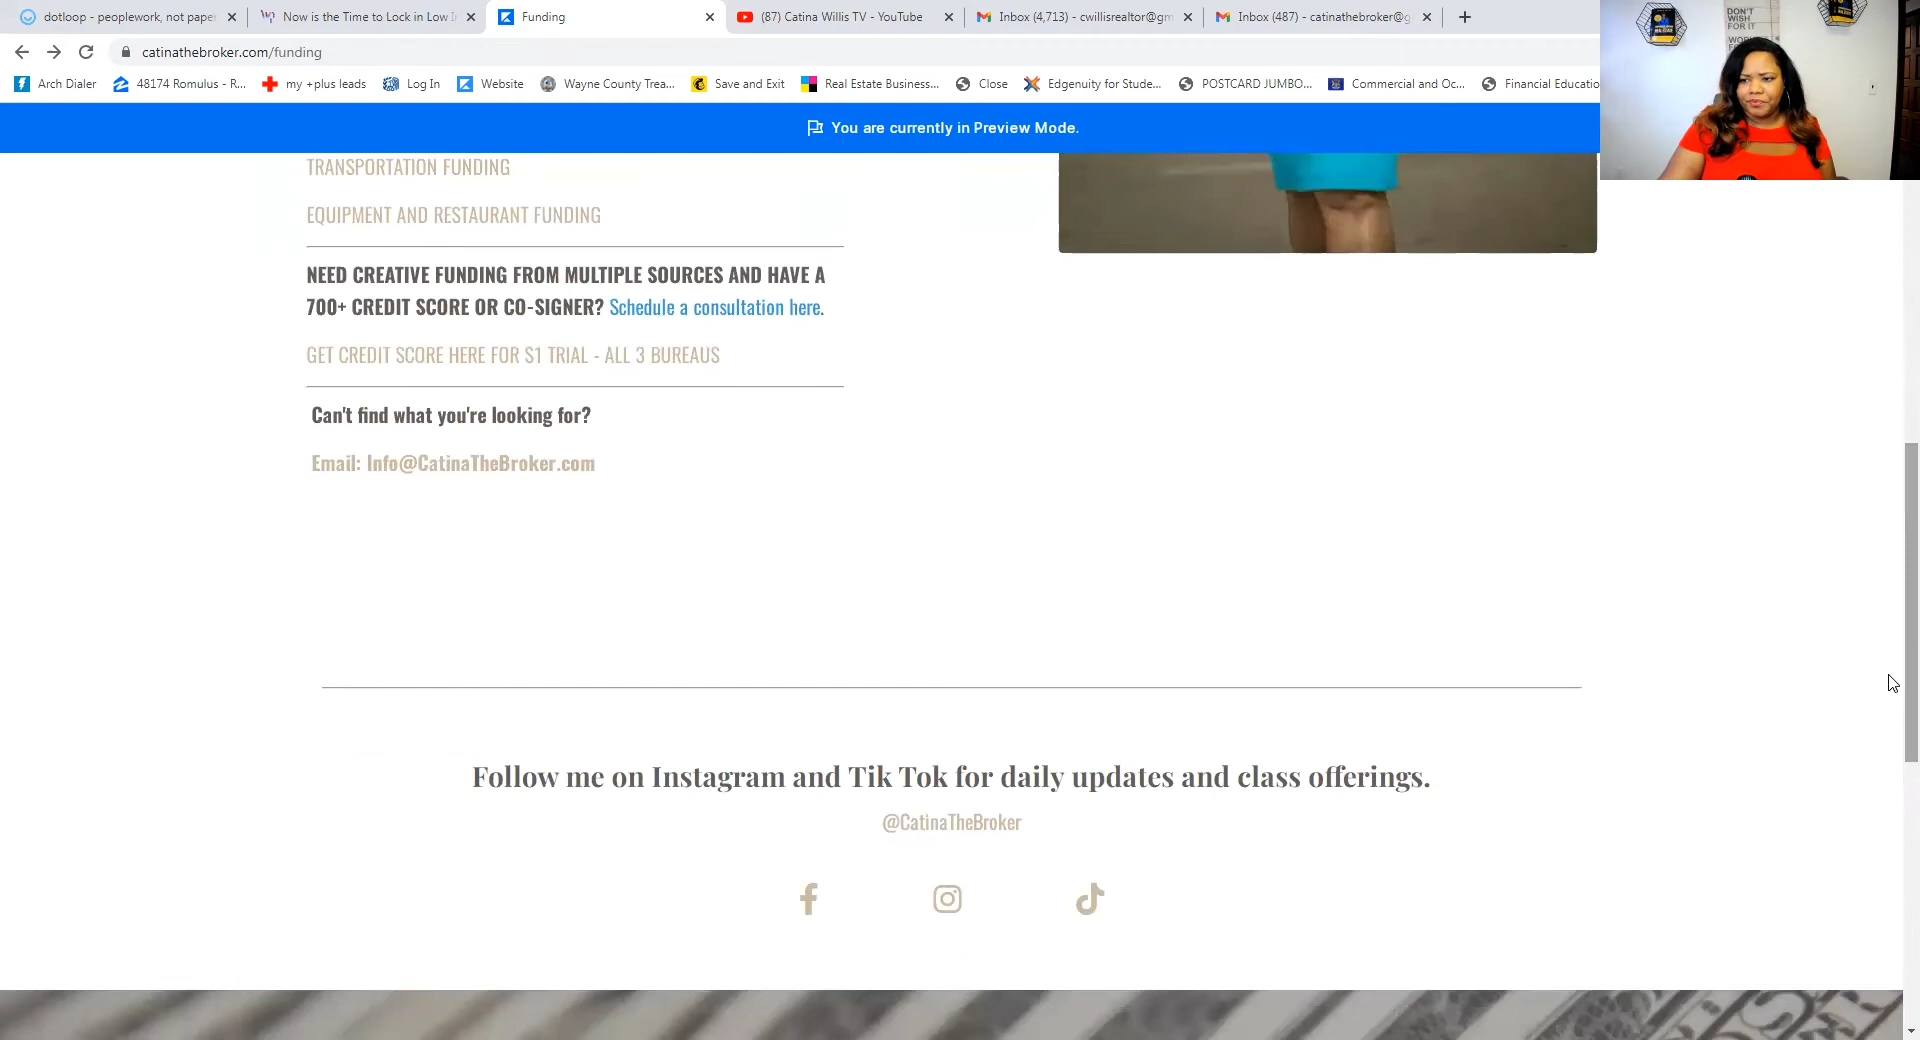 dotloop - peoplework, not pape
Now is the Time to Lock in Low I
Funding
(87) Catina Willis TV - YouTube
Inbox (4,713) - cwillisrealtor@gm
Inbox (487) - catinathebroker@g
catinathebroker.com/funding
Arch Dialer
48174 Romulus - R...
my +plus leads
Log In
Website
Wayne County Trea...
Save and Exit
Real Estate Business...
Close
Edgenuity for Stude...
POSTCARD JUMBO...
Commercial and Oc...
Financial Educatio
DON'T
WISH
FOR IT
You are currently in Preview Mode.
TRANSPORTATION FUNDING
EQUIPMENT AND RESTAURANT FUNDING
NEED CREATIVE FUNDING FROM MULTIPLE SOURCES AND HAVE A
700+ CREDIT SCORE OR CO-SIGNER? Schedule a consultation here.
GET CREDIT SCORE HERE FOR $1 TRIAL - ALL 3 BUREAUS
Can't find what you're looking for?
Email: Info@CatinaTheBroker.com
Follow me on Instagram and Tik Tok for daily updates and class offerings.
@CatinaTheBroker